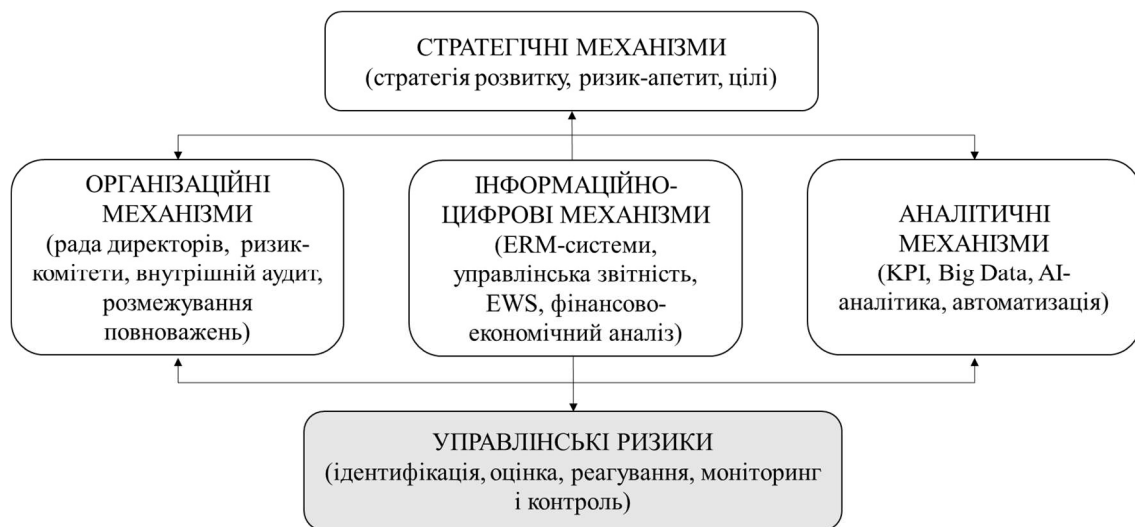 СТРАТЕГІЧНІ МЕХАНІЗМИ
(стратегія розвитку, ризик-апетит, цілі)
ОРГАНІЗАЦІЙНІ
МЕХАНІЗМИ
(рада директорів, ризик-
комітети, внутрішній аудит,
розмежування
повноважень)
ІНФОРМАЦІЙНО-
ЦИФРОВІ МЕХАНІЗМИ
(ERM-системи,
управлінська звітність,
EWS, фінансово-
економічний аналіз)
АНАЛІТИЧНІ
МЕХАНІЗМИ
(KPI, Big Data, AI-
аналітика, автоматизація)
УПРАВЛІНСЬКІ РИЗИКИ
(ідентифікація, оцінка, реагування, моніторинг
і контроль)